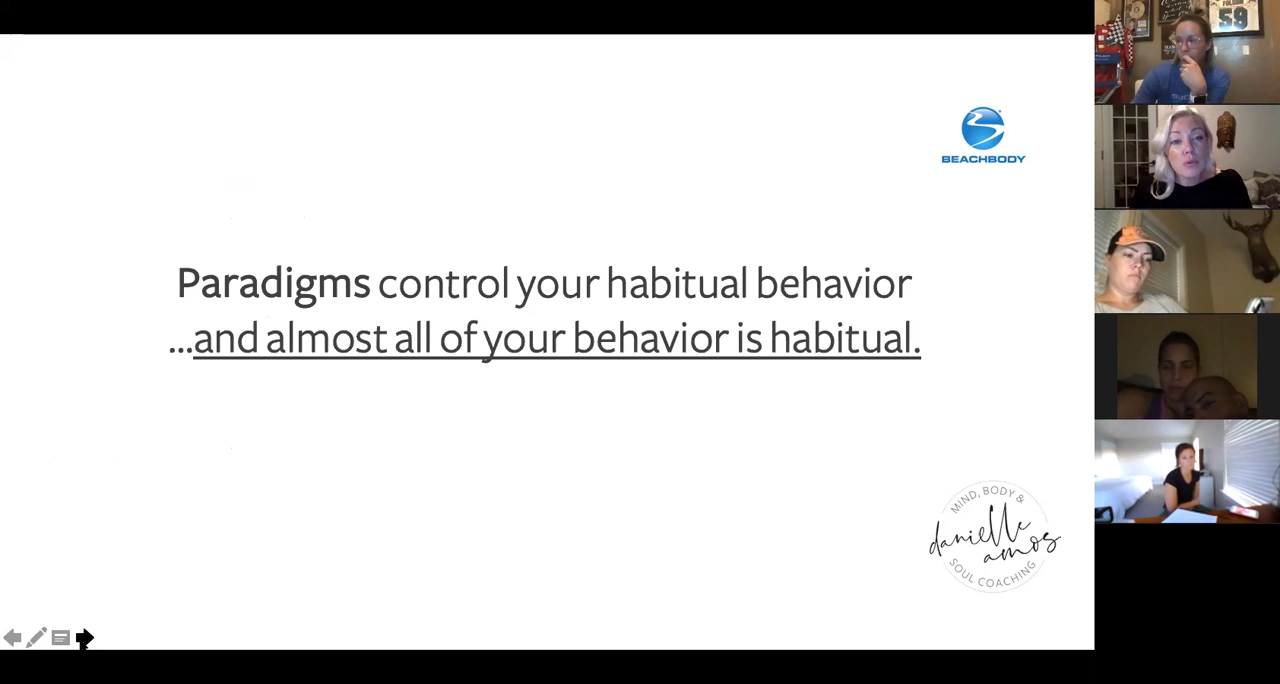 BEACHBODY
Paradigms control your habitual behavior
...and almost all of your behavior is habitual.
MIND, BODY &
danielle
amos
SOUL COACHING
59